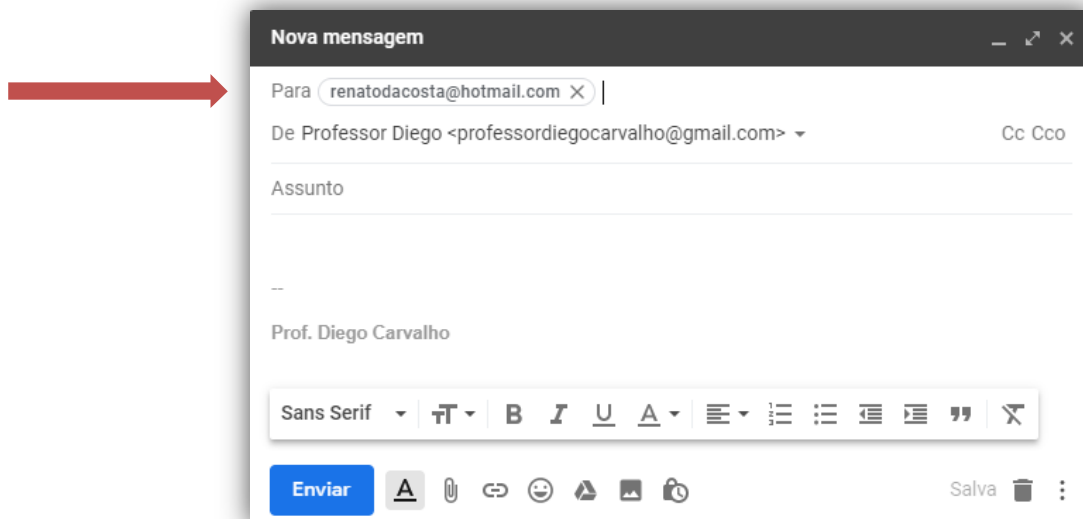 Nova mensagem
Para renatodacosta@hotmail.com
De Professor Diego <professordiegocarvalho@gmail.com> Cc Cco
Assunto
--
Prof. Diego Carvalho
Sans Serif
Enviar Salva